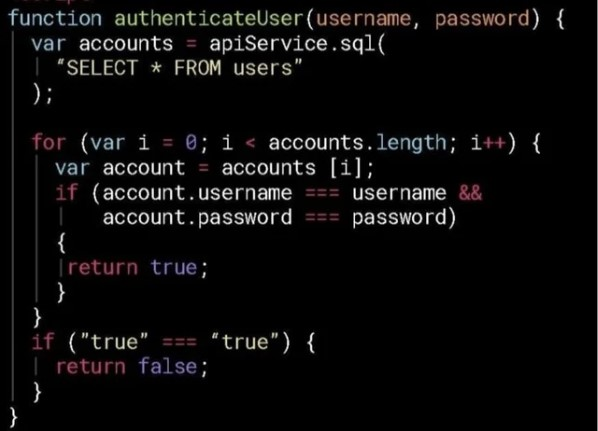 function authenticateUser(username, password) {
var accounts = apiService.sql(
“SELECT * FROM users”
);
for (var i = 0; i < accounts.length; i++) {
var account = accounts [i];
if (account.username === username &&
account.password === password)
{
return true;
}
}
if ("true" === “true”) {
return false;
}
}